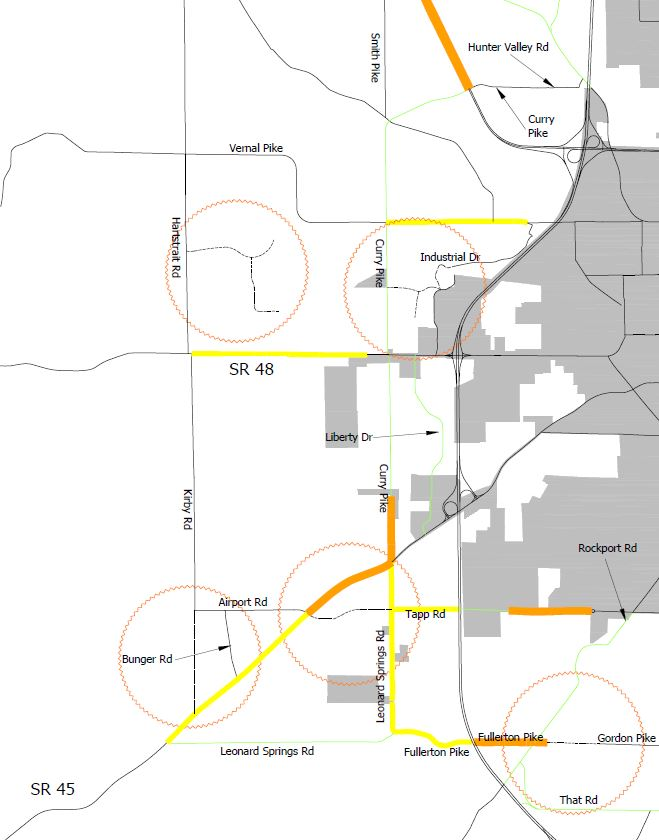 Smith Pike
Hunter Valley Rd
Curry
Pike
Vernal Pike
Hartstrait Rd
Curry Pike
Industrial Dr
SR 48
Liberty Dr
Curry Pike
Kirby Rd
Rockport Rd
Airport Rd
Tapp Rd
Bunger Rd
Leonard Springs Rd
Fullerton Pike
Gordon Pike
Leonard Springs Rd
Fullerton Pike
SR 45
That Rd